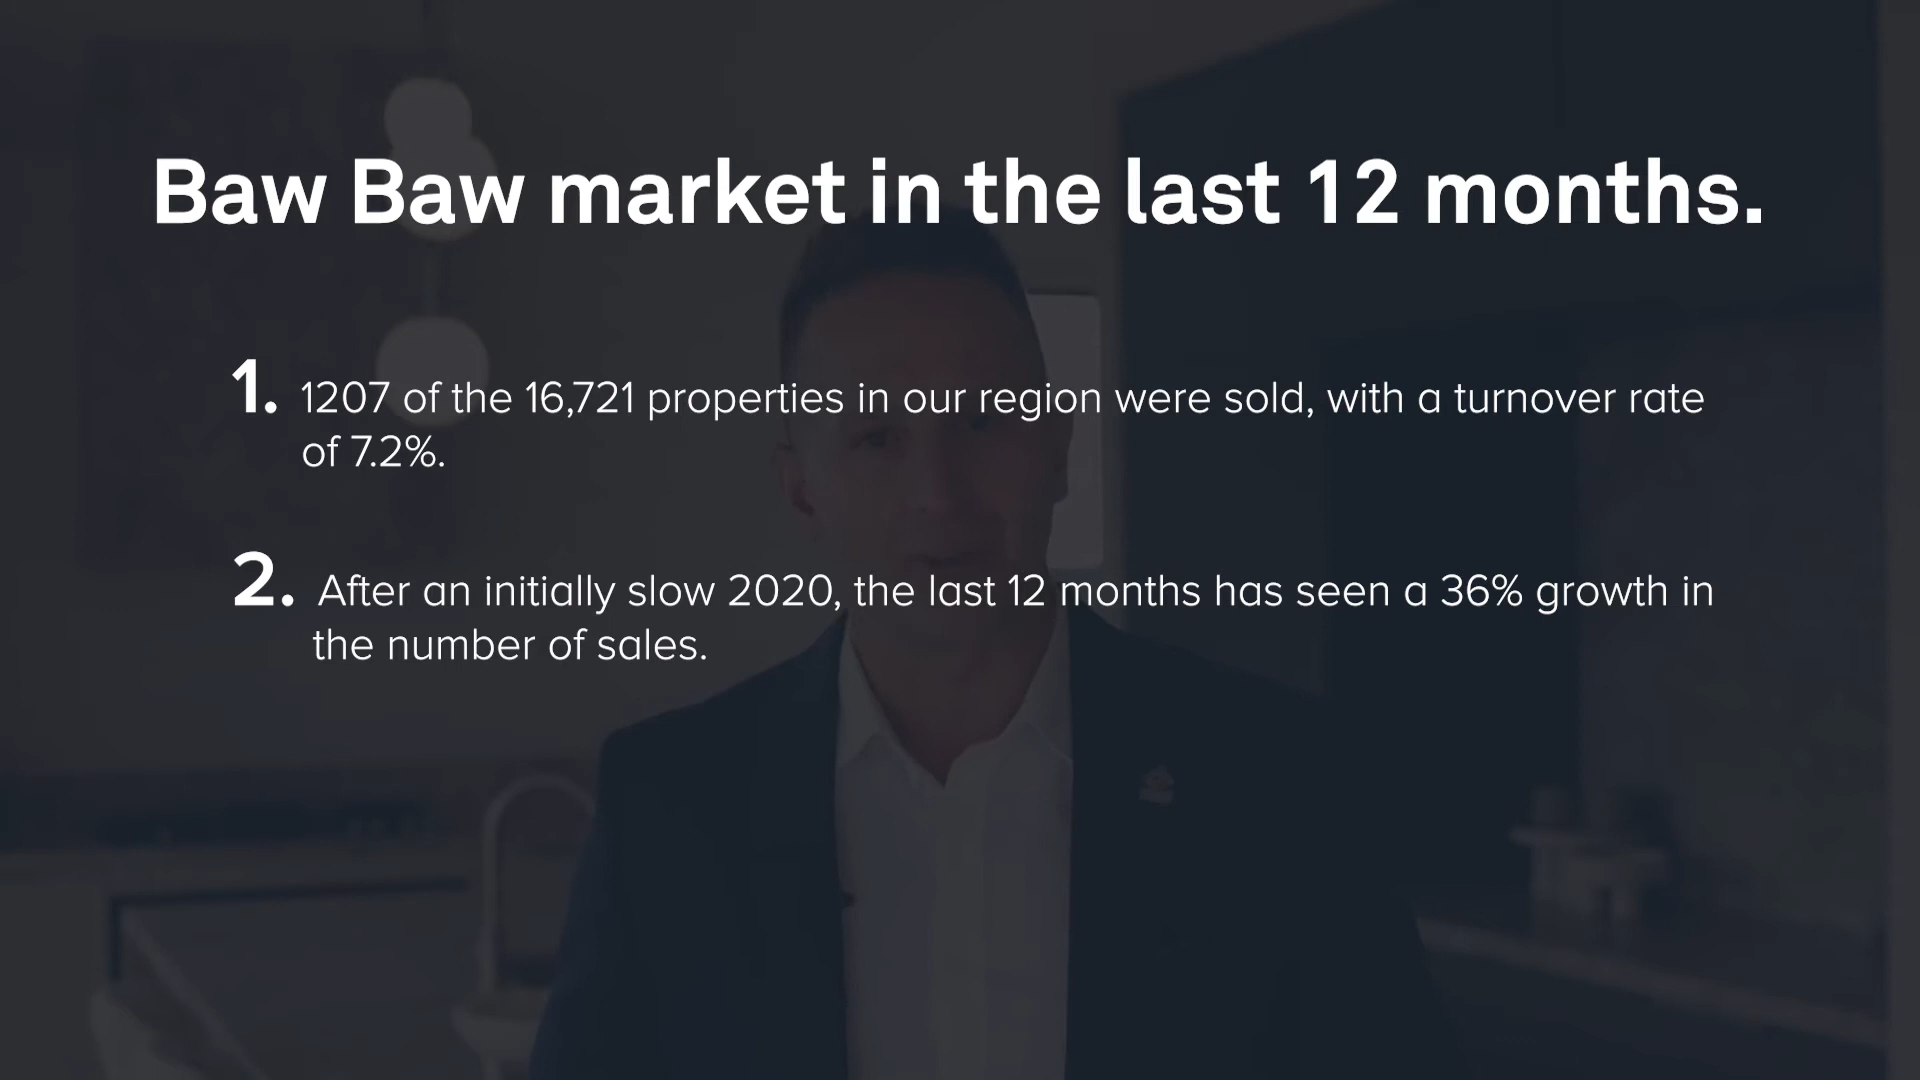 Baw Baw market in the last 12 months.
1. 1207 of the 16,721 properties in our region were sold, with a turnover rate
of 7.2%.
2. After an initially slow 2020, the last 12 months has seen a 36% growth in
the number of sales.